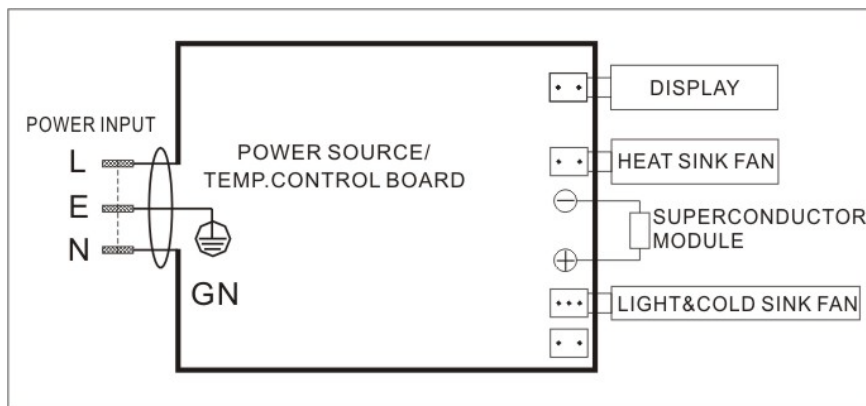 POWER INPUT
L
E
N
POWER SOURCE/
TEMP.CONTROL BOARD
GN
DISPLAY
HEAT SINK FAN
SUPERCONDUCTOR
MODULE
LIGHT&COLD SINK FAN